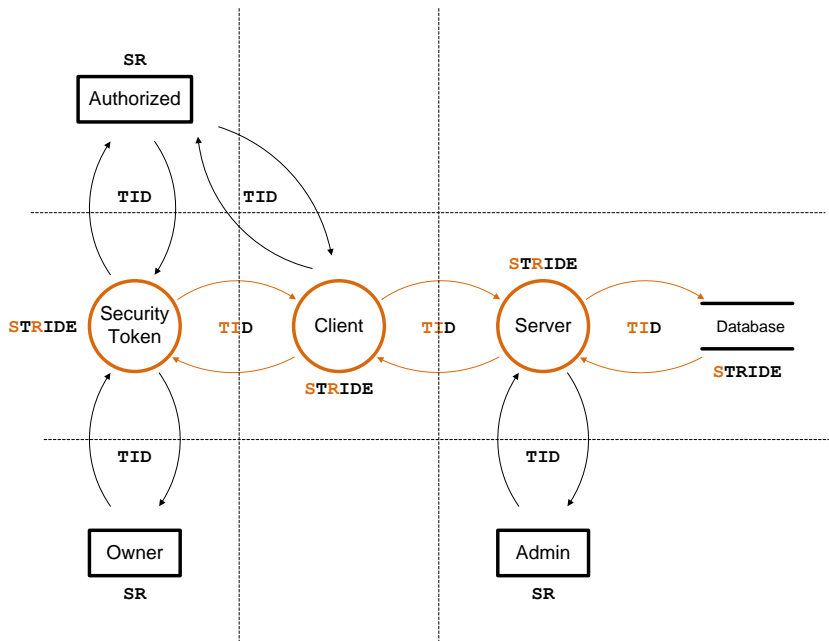 SR
Authorized
TID
TID
STRIDE
Security
Token
TID
Client
STRIDE
TID
STRIDE
Server
TID
Database
STRIDE
TID
TID
Owner
SR
Admin
SR